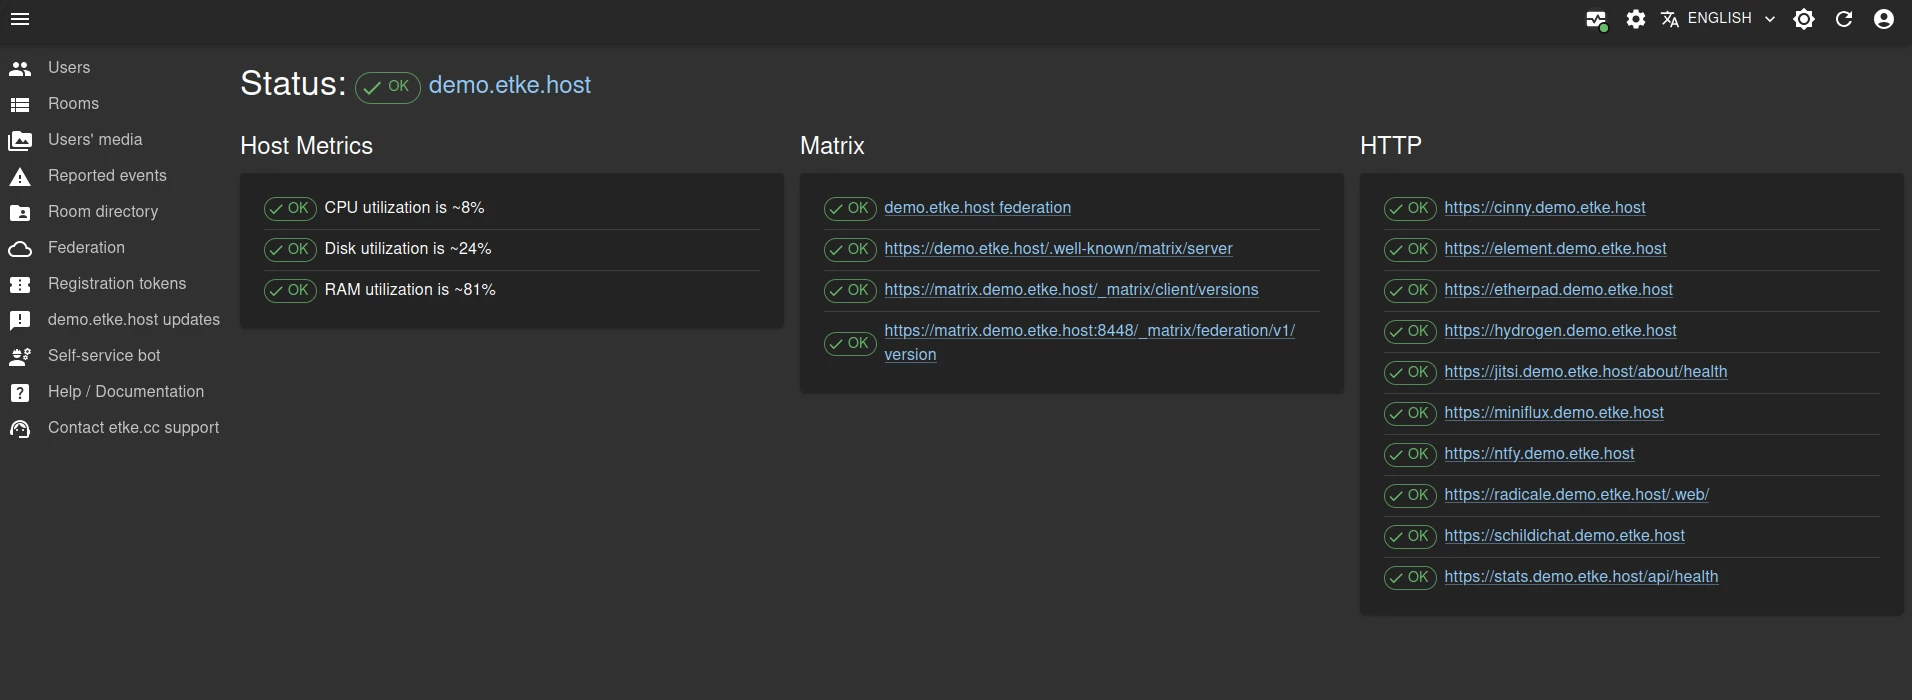 ENGLISH
Users
Rooms
Users' media
Reported events
Room directory
Federation
Registration tokens
demo.etke.host updates
Self-service bot
Help / Documentation
Contact etke.cc support
Status: OK demo.etke.host
Host Metrics
OK CPU utilization is ~8%
OK Disk utilization is ~24%
OK RAM utilization is ~81%
Matrix
OK demo.etke.host federation
OK https://demo.etke.host/.well-known/matrix/server
OK https://matrix.demo.etke.host/_matrix/client/versions
OK https://matrix.demo.etke.host:8448/_matrix/federation/v1/
version
HTTP
OK https://cinny.demo.etke.host
OK https://element.demo.etke.host
OK https://etherpad.demo.etke.host
OK https://hydrogen.demo.etke.host
OK https://jitsi.demo.etke.host/about/health
OK https://miniflux.demo.etke.host
OK https://ntfy.demo.etke.host
OK https://radicale.demo.etke.host/.web/
OK https://schildichat.demo.etke.host
OK https://stats.demo.etke.host/api/health